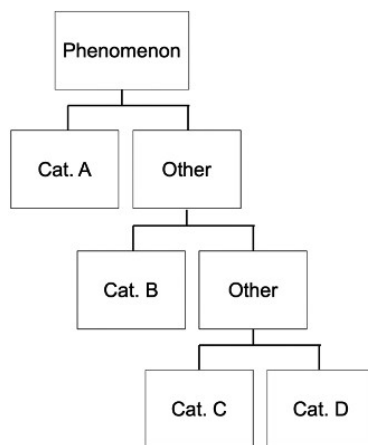 Phenomenon
Cat. A
Other
Cat. B
Other
Cat. C
Cat. D